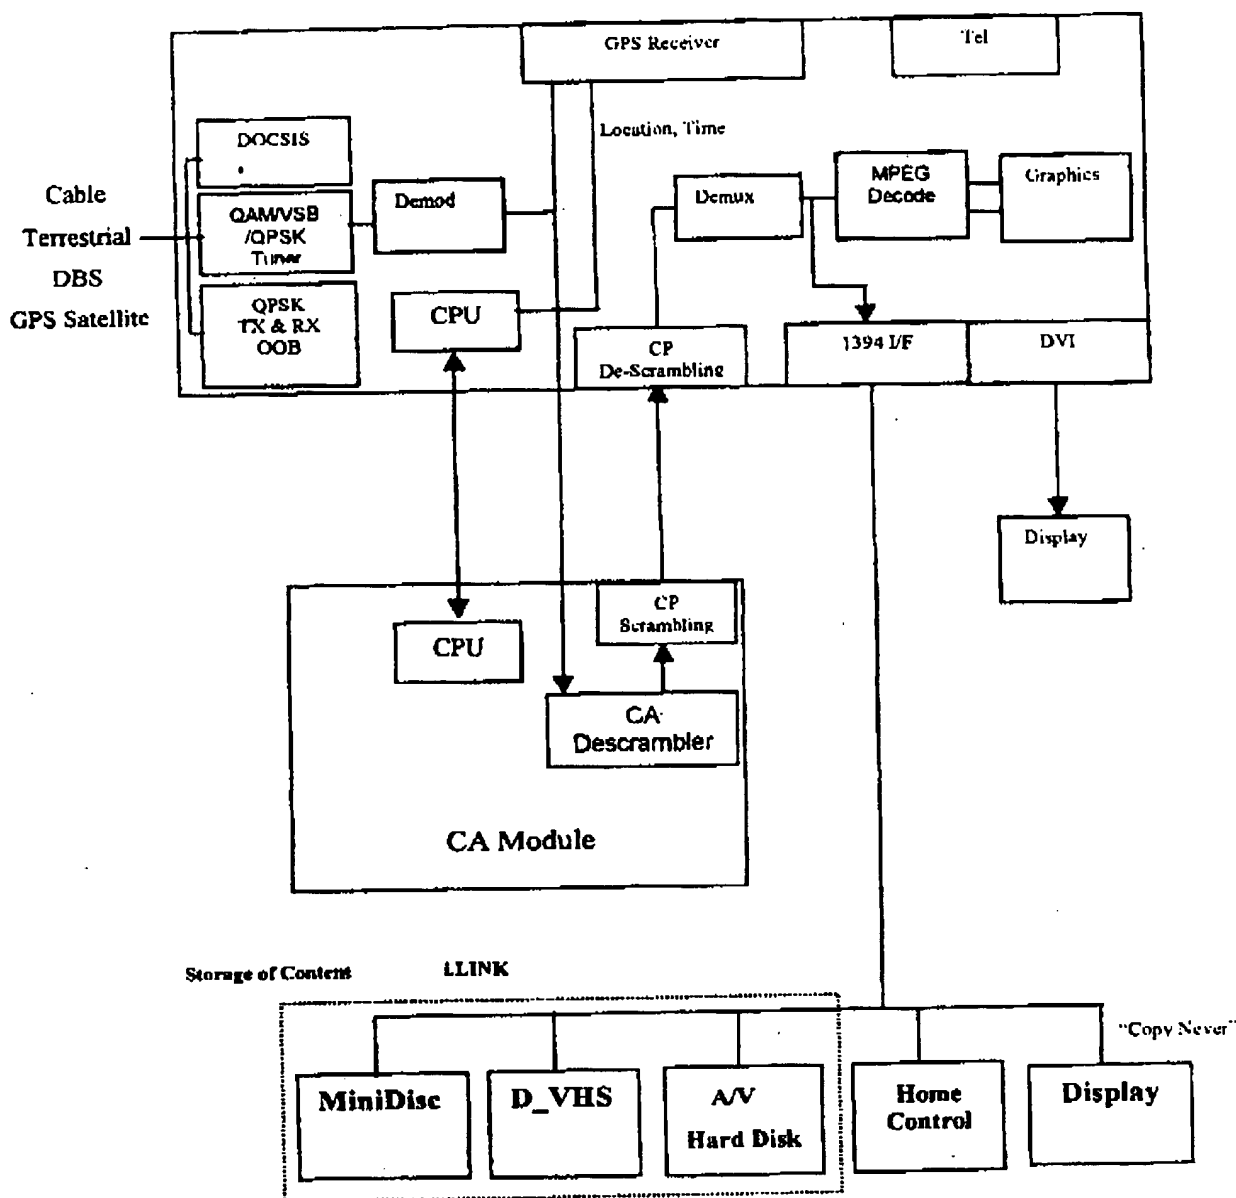 GPS Receiver
Tel
Location, Time
DOCSIS
Cable
Terrestrial
DBS
GPS Satellite
QAM/VSB
/QPSK
Tuner
Demod
Demux
MPEG
Decode
Graphics
QPSK
TX & RX
OOB
CPU
CP
De-Scrambling
1394 I/F
DVI
Display
CPU
CP
Scrambling
CA
Descrambler
CA Module
Storage of Content
i.LINK
"Copy Never"
MiniDisc
D_VHS
A/V
Hard Disk
Home
Control
Display